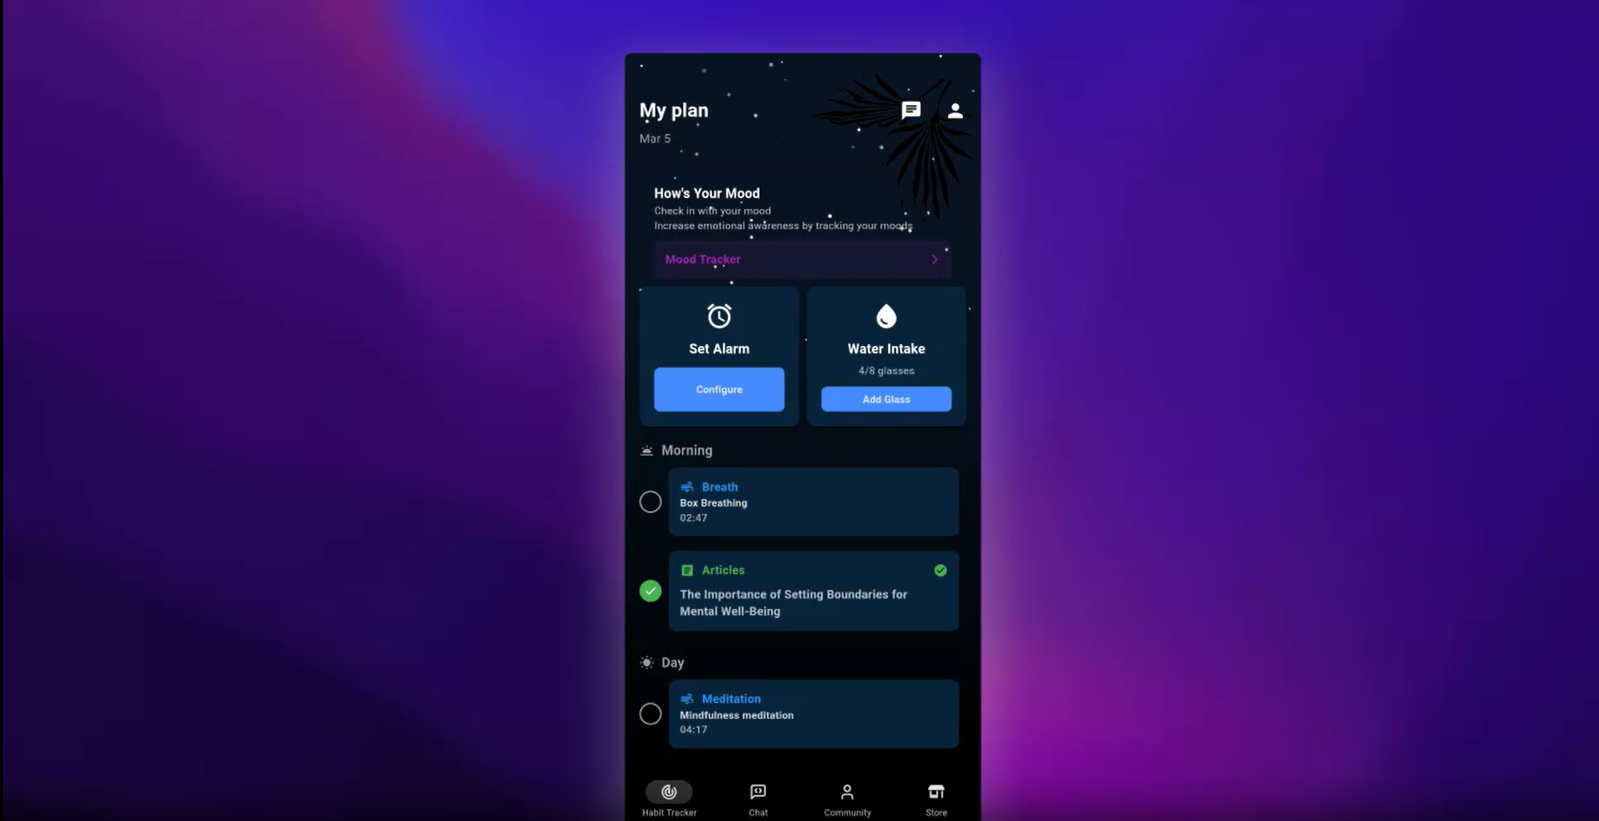 My plan
Mar 5
How's Your Mood
Check in with your mood
Increase emotional awareness by tracking your moods
Mood Tracker
Set Alarm
Configure
Water Intake
4/8 glasses
Add Glass
Morning
Breath
Box Breathing
02:47
Articles
The Importance of Setting Boundaries for
Mental Well-Being
Day
Meditation
Mindfulness meditation
04:17
Habit Tracker
Chat
Community
Store